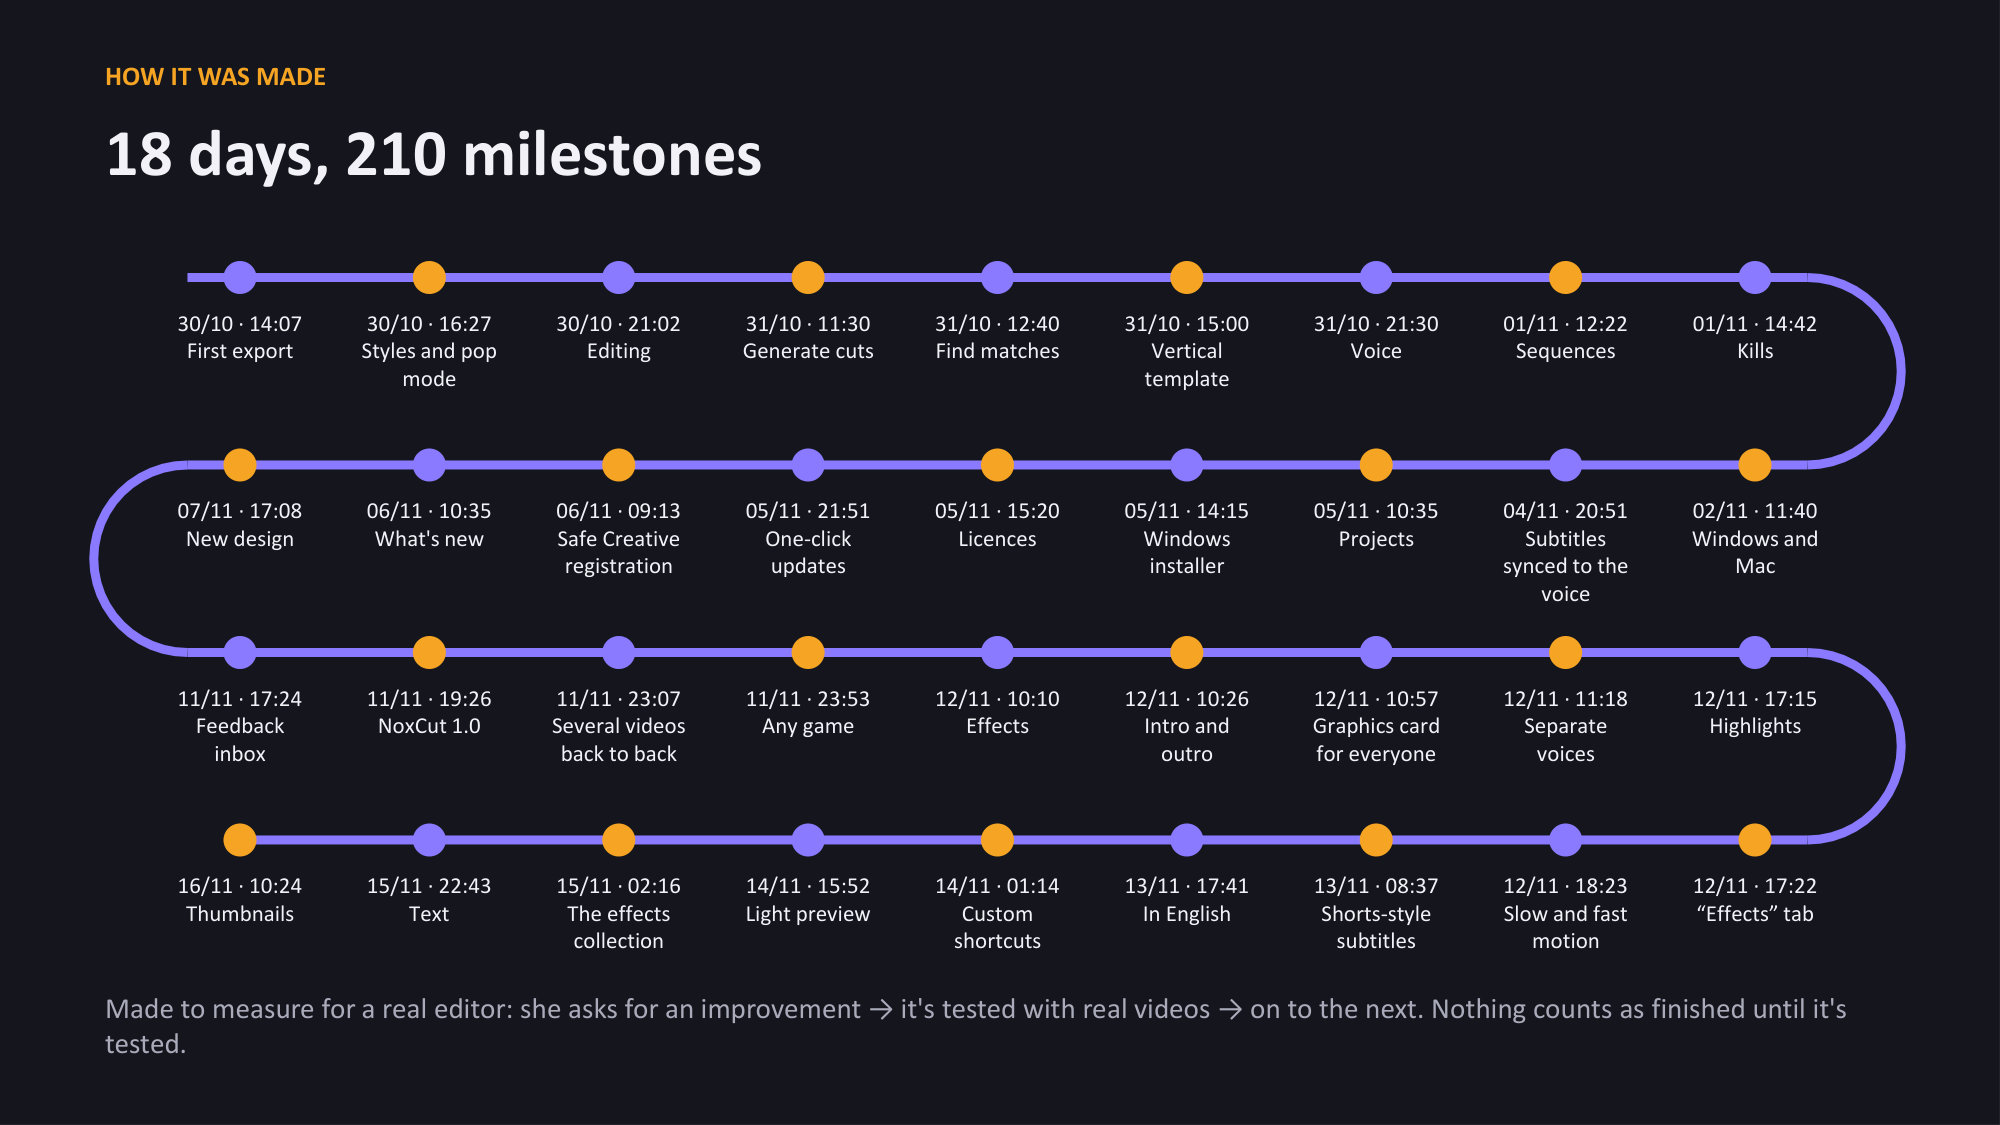 HOW IT WAS MADE
18 days, 210 milestones
30/10 · 14:07
First export
30/10 · 16:27
Styles and pop
mode
30/10 · 21:02
Editing
31/10 · 11:30
Generate cuts
31/10 · 12:40
Find matches
31/10 · 15:00
Vertical
template
31/10 · 21:30
Voice
01/11 · 12:22
Sequences
01/11 · 14:42
Kills
07/11 · 17:08
New design
06/11 · 10:35
What's new
06/11 · 09:13
Safe Creative
registration
05/11 · 21:51
One-click
updates
05/11 · 15:20
Licences
05/11 · 14:15
Windows
installer
05/11 · 10:35
Projects
04/11 · 20:51
Subtitles
synced to the
voice
02/11 · 11:40
Windows and
Mac
11/11 · 17:24
Feedback
inbox
11/11 · 19:26
NoxCut 1.0
11/11 · 23:07
Several videos
back to back
11/11 · 23:53
Any game
12/11 · 10:10
Effects
12/11 · 10:26
Intro and
outro
12/11 · 10:57
Graphics card
for everyone
12/11 · 11:18
Separate
voices
12/11 · 17:15
Highlights
16/11 · 10:24
Thumbnails
15/11 · 22:43
Text
15/11 · 02:16
The effects
collection
14/11 · 15:52
Light preview
14/11 · 01:14
Custom
shortcuts
13/11 · 17:41
In English
13/11 · 08:37
Shorts-style
subtitles
12/11 · 18:23
Slow and fast
motion
12/11 · 17:22
“Effects” tab
Made to measure for a real editor: she asks for an improvement → it's tested with real videos → on to the next. Nothing counts as finished until it's
tested.